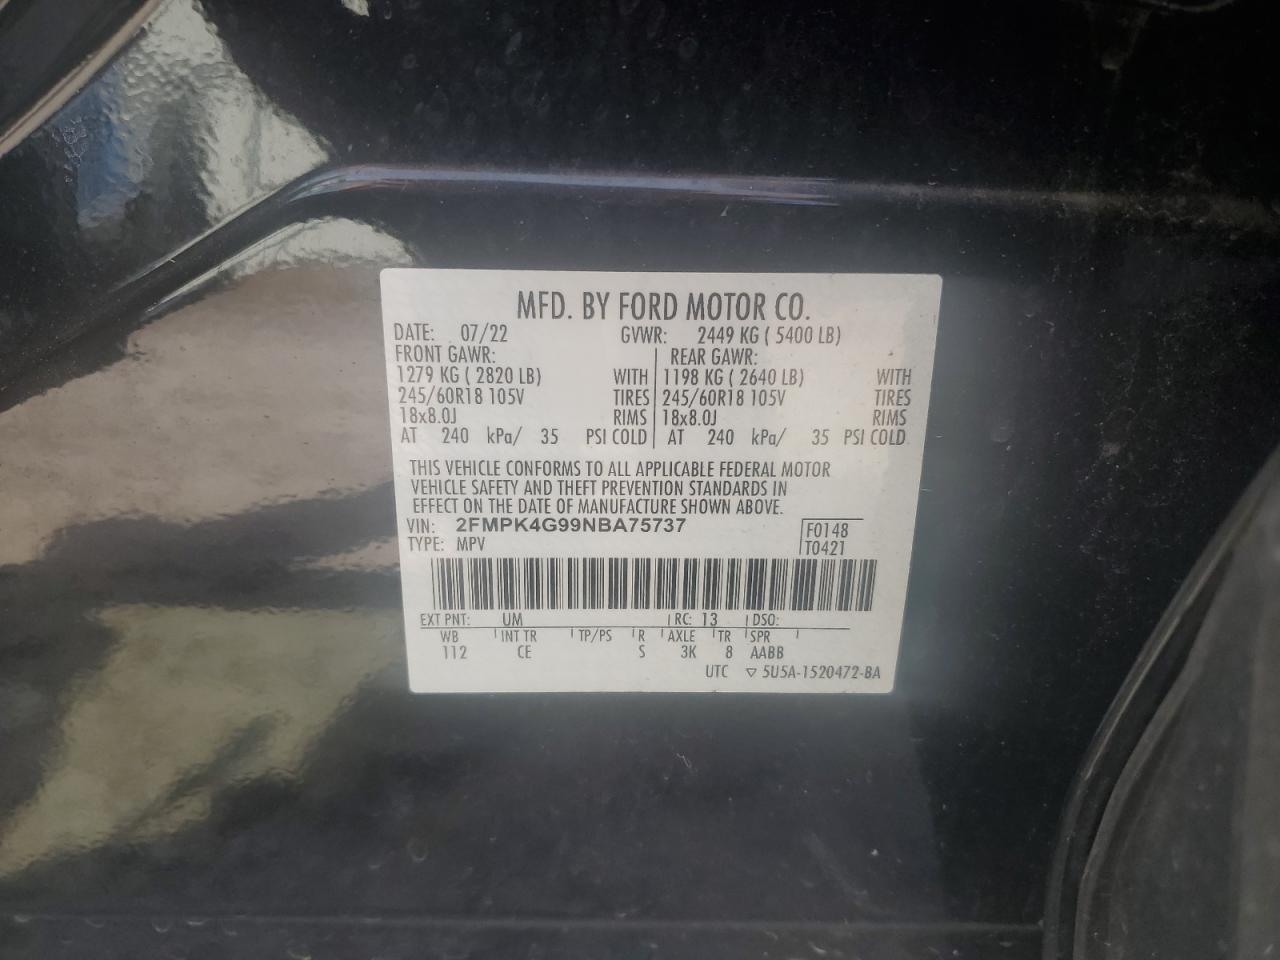 MFD. BY FORD MOTOR CO.
DATE: 07/22 GVWR: 2449 KG ( 5400 LB)
FRONT GAWR: REAR GAWR:
1279 KG ( 2820 LB) WITH 1198 KG ( 2640 LB) WITH
245/60R18 105V TIRES 245/60R18 105V TIRES
18x8.0J RIMS 18x8.0J RIMS
AT 240 kPa/ 35 PSI COLD AT 240 kPa/ 35 PSI COLD
THIS VEHICLE CONFORMS TO ALL APPLICABLE FEDERAL MOTOR
VEHICLE SAFETY AND THEFT PREVENTION STANDARDS IN
EFFECT ON THE DATE OF MANUFACTURE SHOWN ABOVE.
VIN: 2FMPK4G99NBA75737 F0148
TYPE: MPV T0421
EXT PNT: UM RC: 13 DSO:
WB INT TR TP/PS R AXLE TR SPR
112 CE S 3K 8 AABB
UTC ▽ 5U5A-1520472-BA